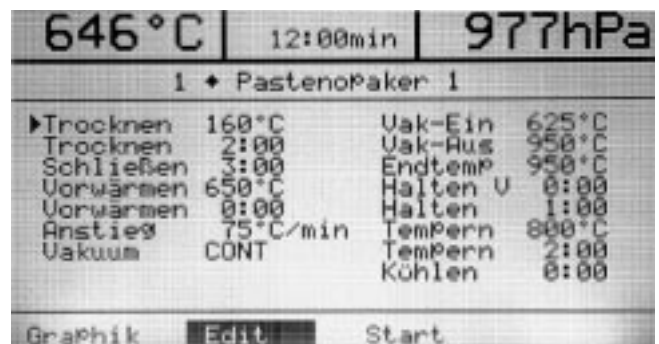 646°C 12:00min 977hPa
1 ◆ Pastenopaker 1
▶Trocknen 160°C Vak-Ein 625°C
Trocknen 2:00 Vak-Aus 950°C
Schließen 3:00 Endtemp 950°C
Vorwärmen 650°C Halten V 0:00
Vorwärmen 0:00 Halten 1:00
Anstieg 75°C/min Tempern 800°C
Vakuum CONT Tempern 2:00
Kühlen 0:00
Graphik Edit Start